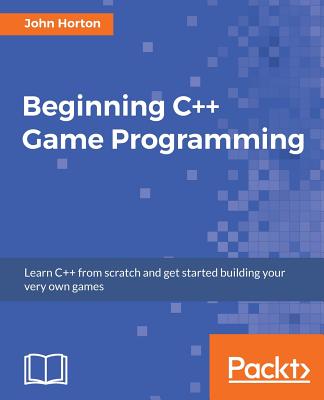 John Horton
Beginning C++
Game Programming
Learn C++ from scratch and get started building your
very own games
Packt>